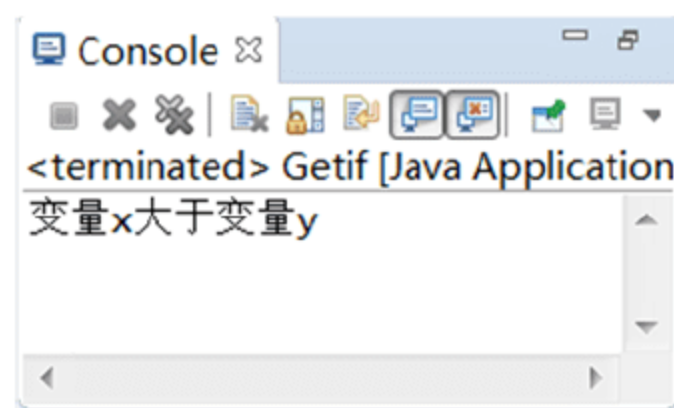 Console
<terminated> Getif [Java Application
变量x大于变量y